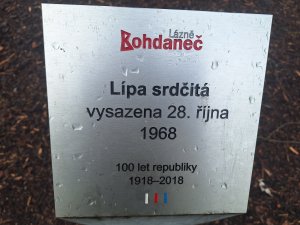 Lázně
Bohdaneč
Lípa srdčitá
vysazena 28. října
1968
100 let republiky
1918–2018